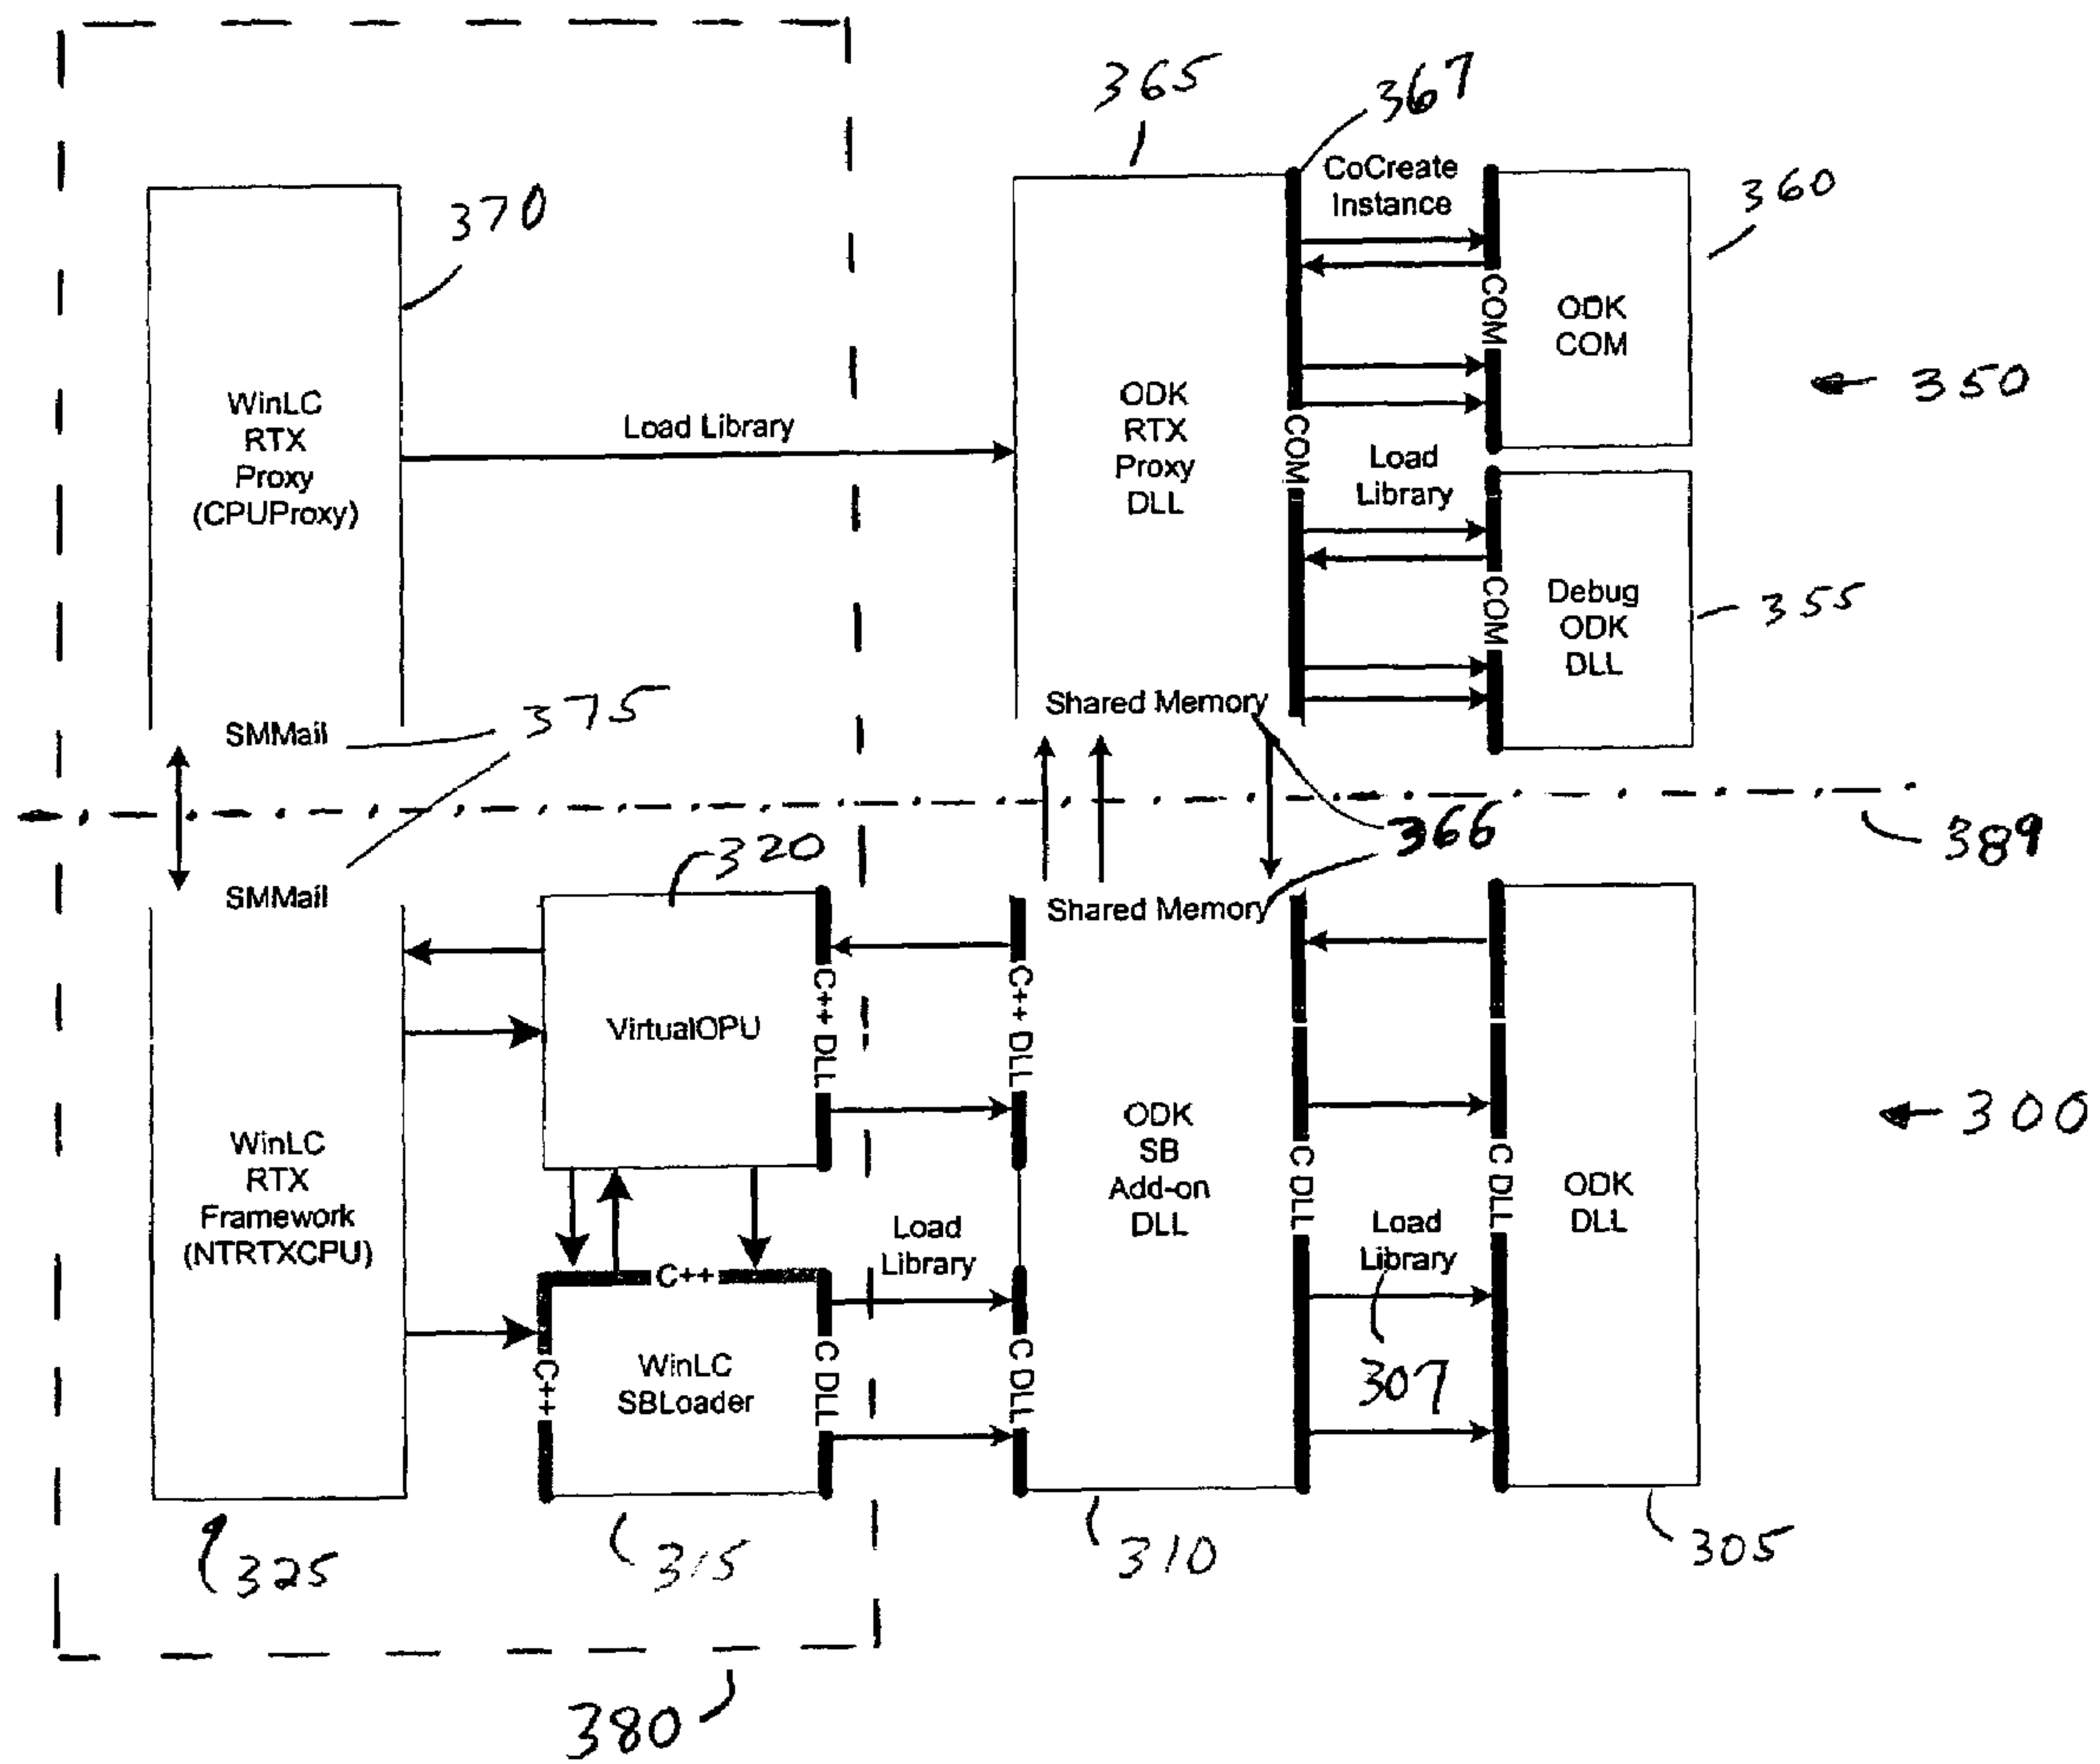 365
367
CoCreate
Instance
360
370
COM
ODK
COM
350
WinLC
RTX
Proxy
(CPUProxy)
Load Library
ODK
RTX
Proxy
DLL
COM
Load
Library
COM
Debug
ODK
DLL
355
Shared Memory
SMMail
375
366
389
320
SMMail
Shared Memory
VirtualOPU
C++ DLL
C++ DLL
ODK
SB
Add-on
DLL
C DLL
C DLL
ODK
DLL
300
WinLC
RTX
Framework
(NTRTXCPU)
Load
Library
Load
Library
307
C++
C++
WinLC
SBLoader
C DLL
C DLL
325
315
310
305
380